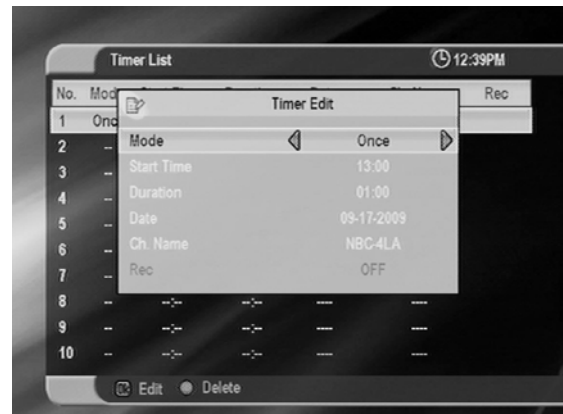 Timer List 12:39PM
No. Mod Rec
Timer Edit
1 Onc
Mode Once
2 --
Start Time 13:00
3 --
Duration 01:00
4 --
Date 09-17-2009
5 --
Ch. Name NBC-4LA
6 --
Rec OFF
7 --
8 -- --:-- --:-- ---- ----
9 -- --:-- --:-- ---- ----
10 -- --:-- --:-- ---- ----
Edit Delete